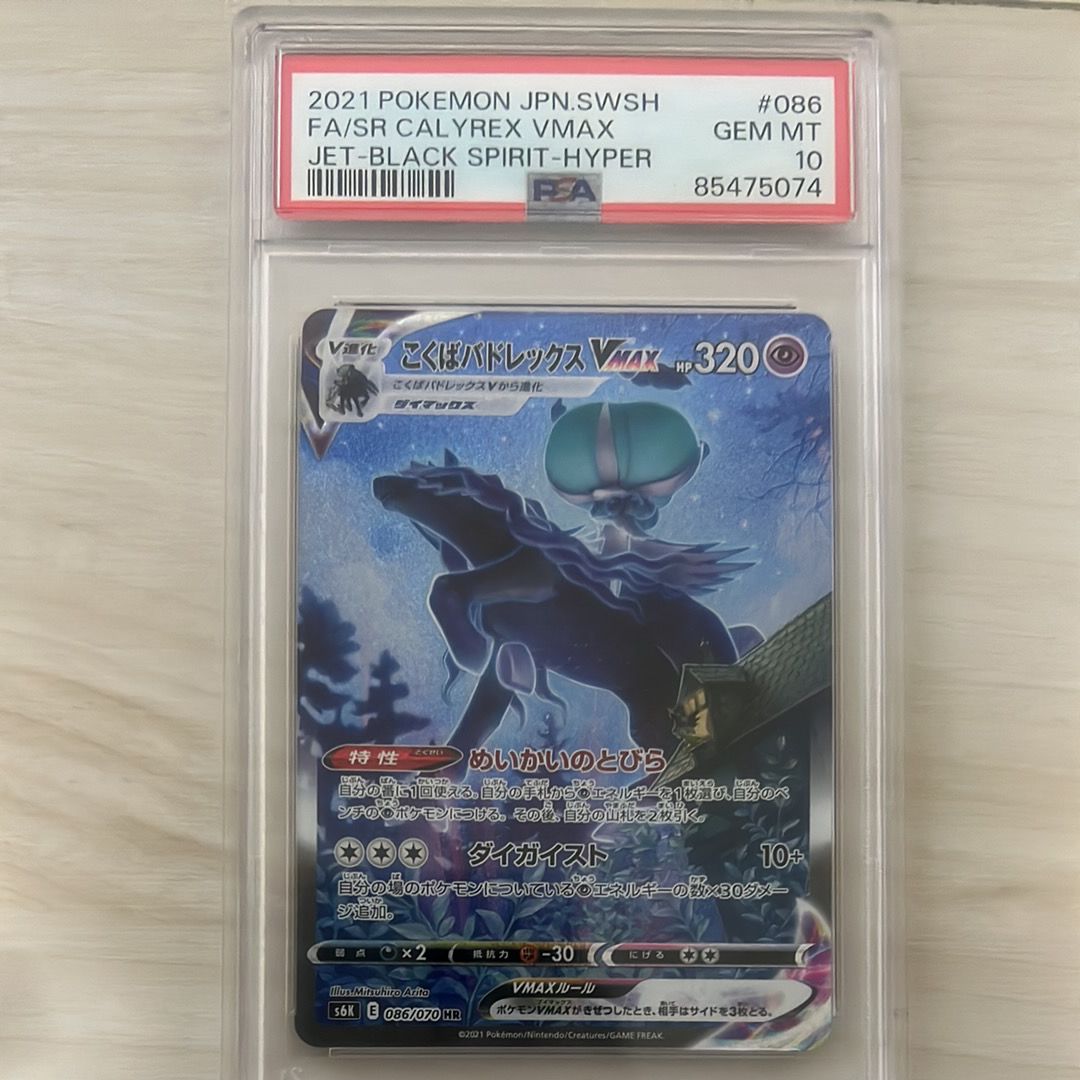 2021 POKEMON JPN.SWSH #086
FA/SR CALYREX VMAX GEM MT
JET-BLACK SPIRIT-HYPER 10
PSA 85475074
V進化 こくばバドレックス VMAX HP320
こくばバドレックスVから進化
ダイマックス
特性 めいかいのとびら
自分の番に1回使える。自分の手札からエネルギーを1枚選び、自分のベ
ンチのポケモンにつける。その後、自分の山札を2枚引く。
ダイガイスト 10+
自分の場のポケモンについているエネルギーの数×30ダメー
ジ追加。
弱点 ×2 抵抗力 -30 にげる
Illus.Mitsuhiro Arita
VMAXルール
ポケモンVMAXがきぜつしたとき、相手はサイドを3枚とる。
s6K E 086/070 HR
©2021 Pokémon/Nintendo/Creatures/GAME FREAK.